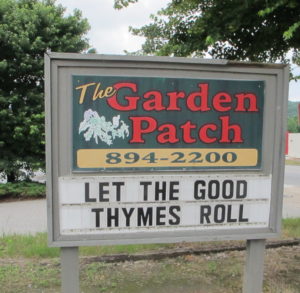 The Garden
Patch
894-2200
LET THE GOOD
THYMES ROLL